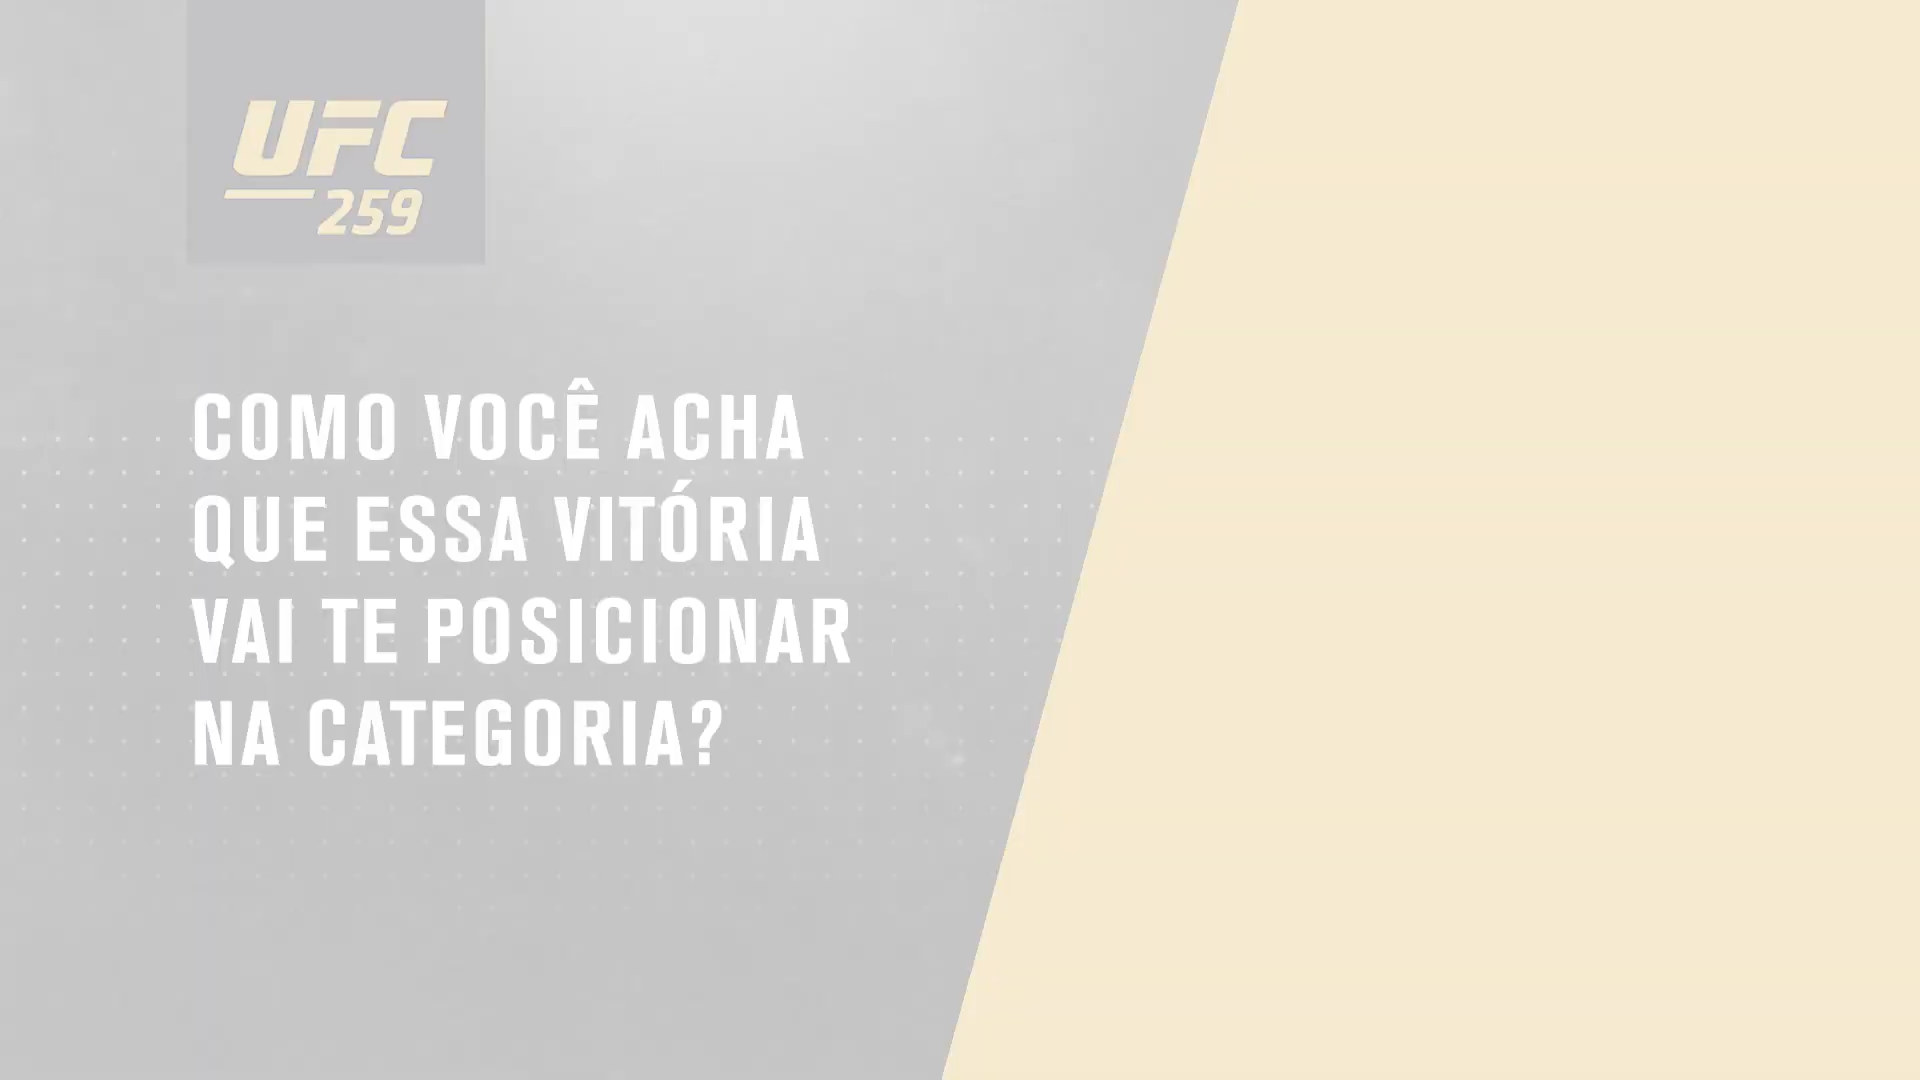 UFC
259
COMO VOCÊ ACHA
QUE ESSA VITÓRIA
VAI TE POSICIONAR
NA CATEGORIA?